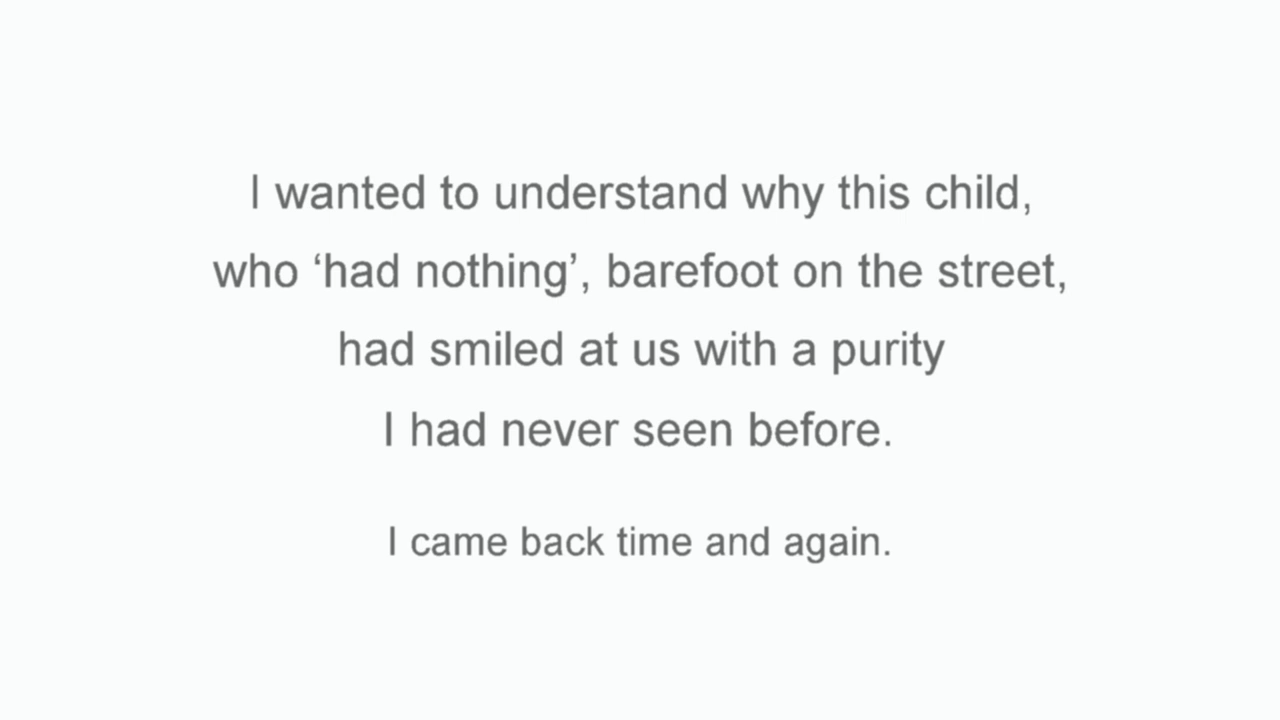 I wanted to understand why this child,
who ‘had nothing’, barefoot on the street,
had smiled at us with a purity
I had never seen before.
I came back time and again.